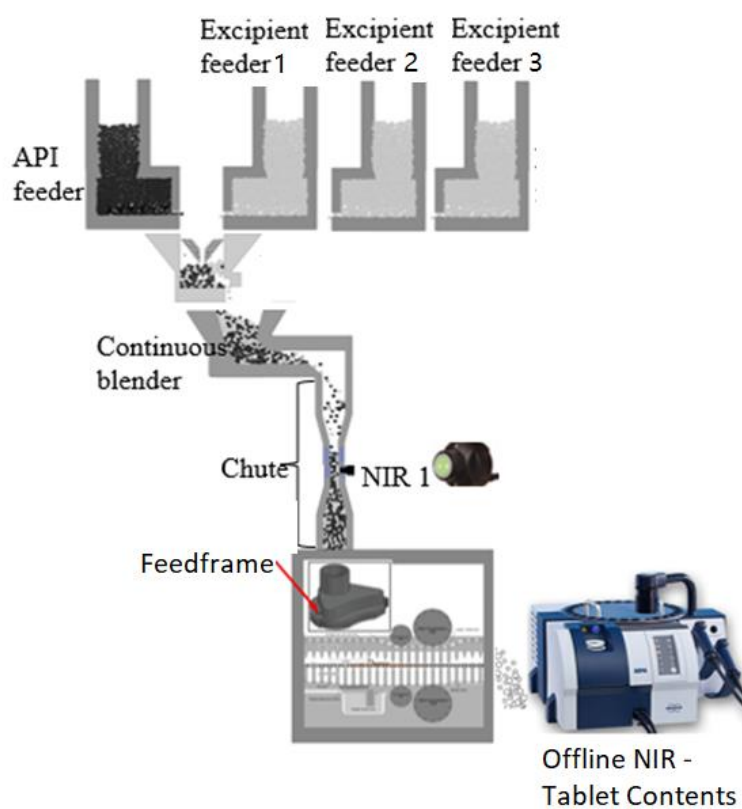 Excipient
feeder 1
Excipient
feeder 2
Excipient
feeder 3
API
feeder
Continuous
blender
Chute
NIR 1
Feedframe
Offline NIR -
Tablet Contents